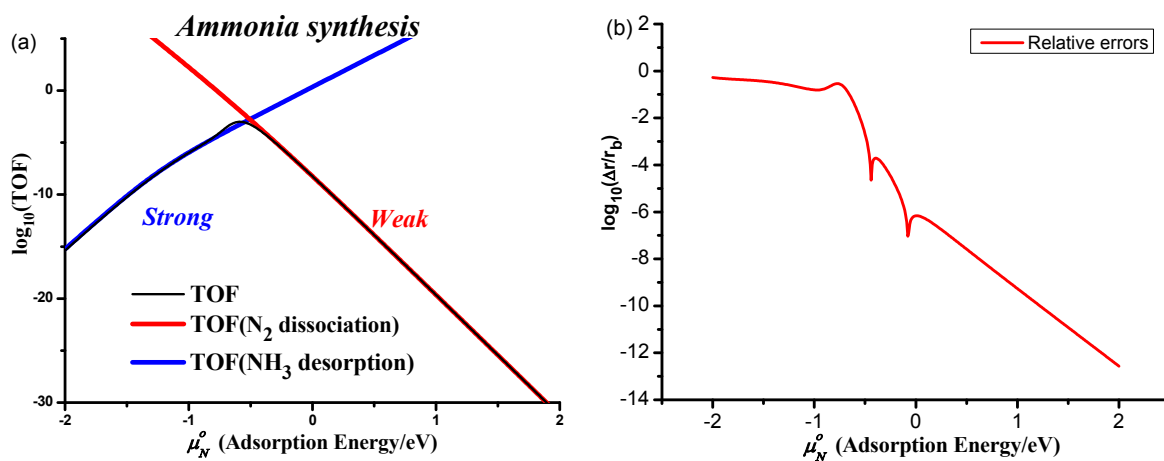 (a)
Ammonia synthesis
0
-10
-20
-30
log₁₀(TOF)
Strong
Weak
TOF
TOF(N₂ dissociation)
TOF(NH₃ desorption)
-2 -1 0 1 2
μ°N (Adsorption Energy/eV)
(b)
Relative errors
2
0
-2
-4
-6
-8
-10
-12
-14
log₁₀(Δr/r_b)
-2 -1 0 1 2
μ°N (Adsorption Energy/eV)